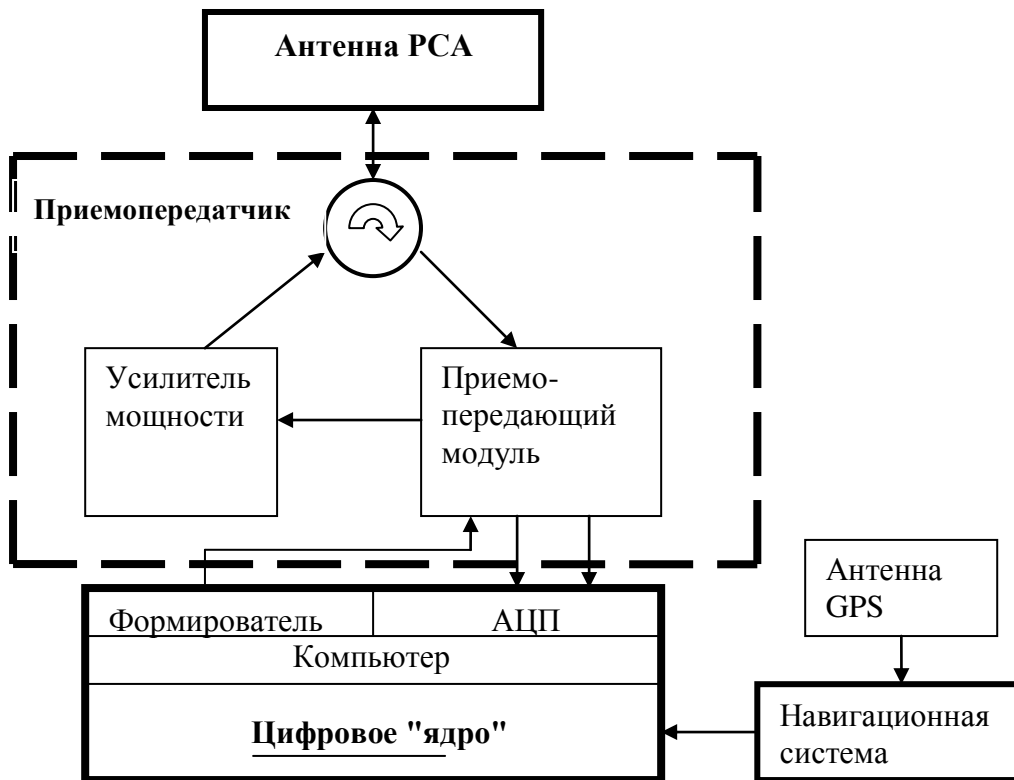 Антенна РСА
Приемопередатчик
Усилитель
мощности
Приемо-
передающий
модуль
Формирователь
АЦП
Компьютер
Цифровое "ядро"
Антенна
GPS
Навигационная
система